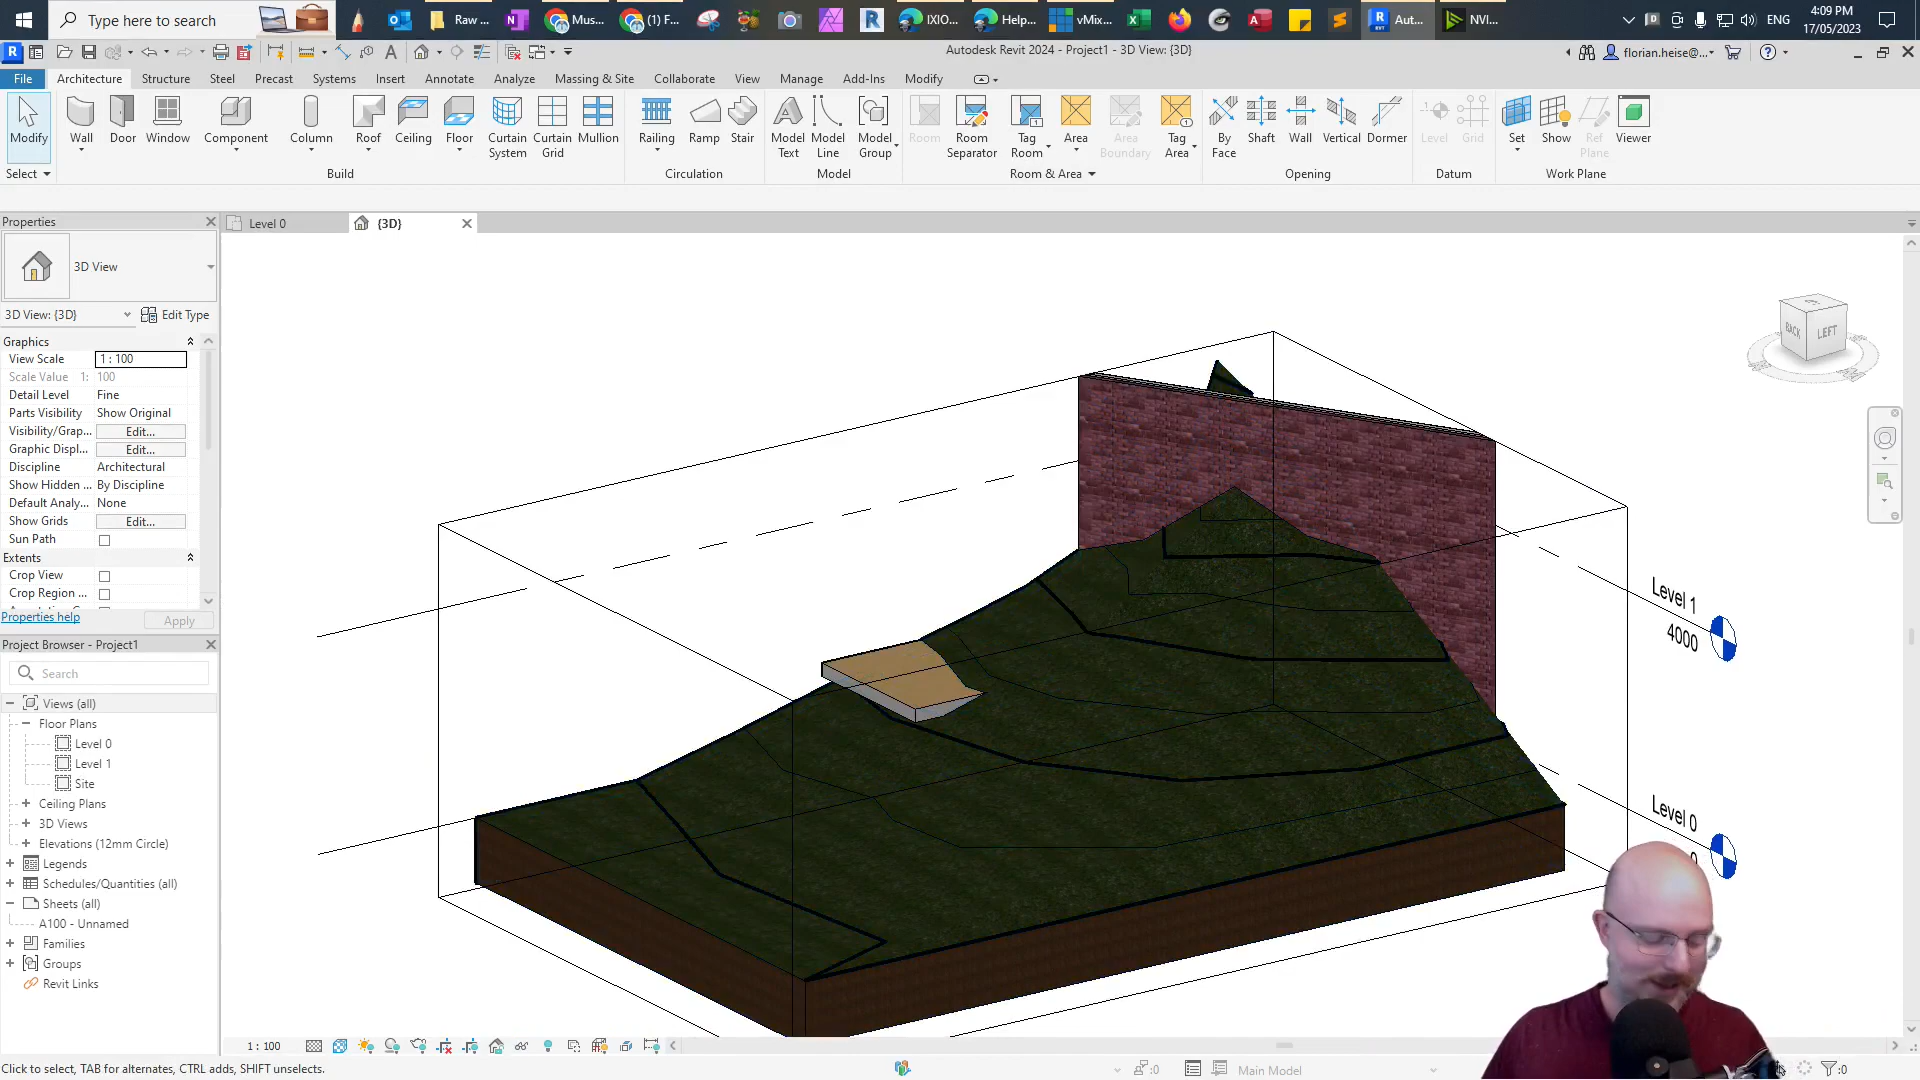 Type here to search
Raw ...
Mus...
(1) F...
IXIO...
Help...
vMix...
Aut...
NVI...
ENG
4:09 PM
17/05/2023
Autodesk Revit 2024 - Project1 - 3D View: {3D}
florian.heise@...
File
Architecture
Structure
Steel
Precast
Systems
Insert
Annotate
Analyze
Massing & Site
Collaborate
View
Manage
Add-Ins
Modify
Modify
Wall
Door
Window
Component
Column
Roof
Ceiling
Floor
Curtain System
Curtain Grid
Mullion
Railing
Ramp
Stair
Model Text
Model Line
Model Group
Room
Room Separator
Tag Room
Area
Area Boundary
Tag Area
By Face
Shaft
Wall
Vertical
Dormer
Level
Grid
Set
Show
Ref Plane
Viewer
Select
Build
Circulation
Model
Room & Area
Opening
Datum
Work Plane
Properties
Level 0
{3D}
3D View
3D View: {3D}
Edit Type
Graphics
View Scale
1 : 100
Scale Value 1:
100
Detail Level
Fine
Parts Visibility
Show Original
Visibility/Grap...
Edit...
Graphic Displ...
Edit...
Discipline
Architectural
Show Hidden ...
By Discipline
Default Analy...
None
Show Grids
Edit...
Sun Path
Extents
Crop View
Crop Region ...
Properties help
Apply
Project Browser - Project1
Search
Views (all)
Floor Plans
Level 0
Level 1
Site
Ceiling Plans
3D Views
Elevations (12mm Circle)
Legends
Schedules/Quantities (all)
Sheets (all)
A100 - Unnamed
Families
Groups
Revit Links
BACK
LEFT
Level 1
4000
Level 0
0
1 : 100
Click to select, TAB for alternates, CTRL adds, SHIFT unselects.
:0
Main Model
:0